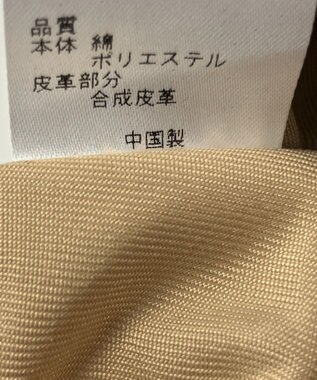 品質
本体 綿
ポリエステル
皮革部分
合成皮革
中国製